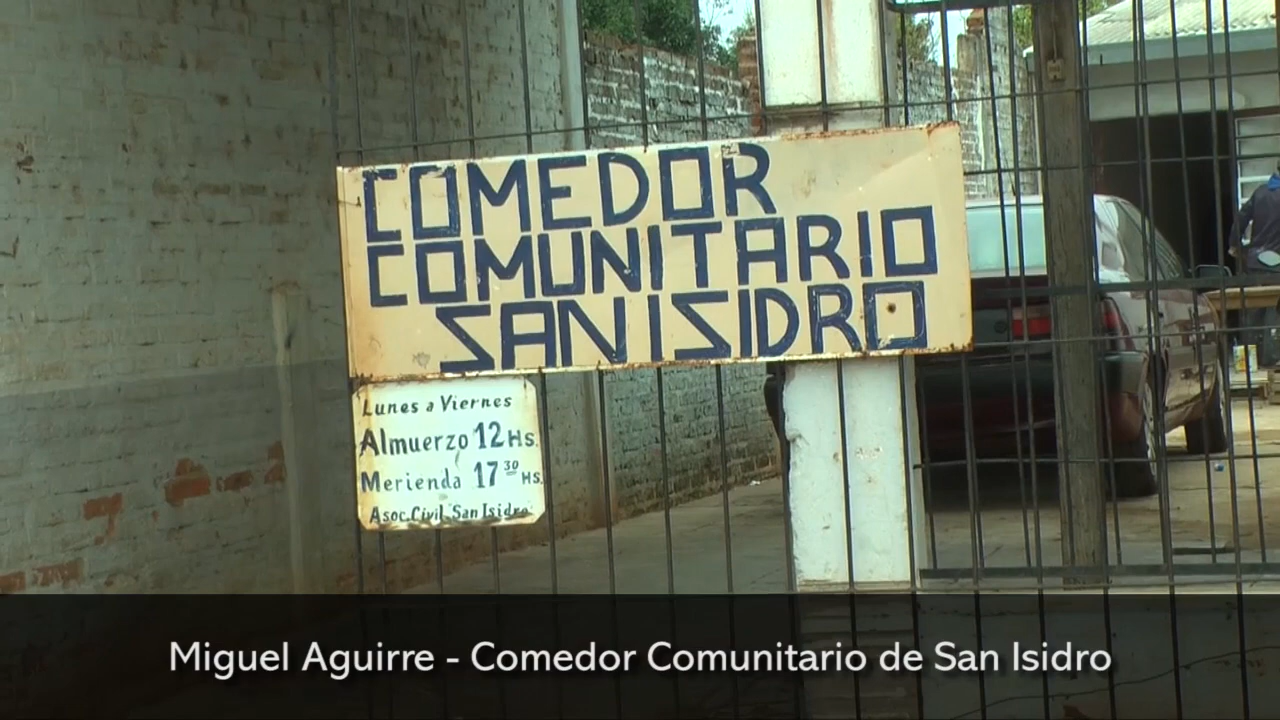 COMEDOR
COMUNITARIO
SAN ISIDRO
Lunes a Viernes
Almuerzo 12 Hs.
Merienda 17 30 HS.
Asoc. Civil San Isidro
Miguel Aguirre - Comedor Comunitario de San Isidro